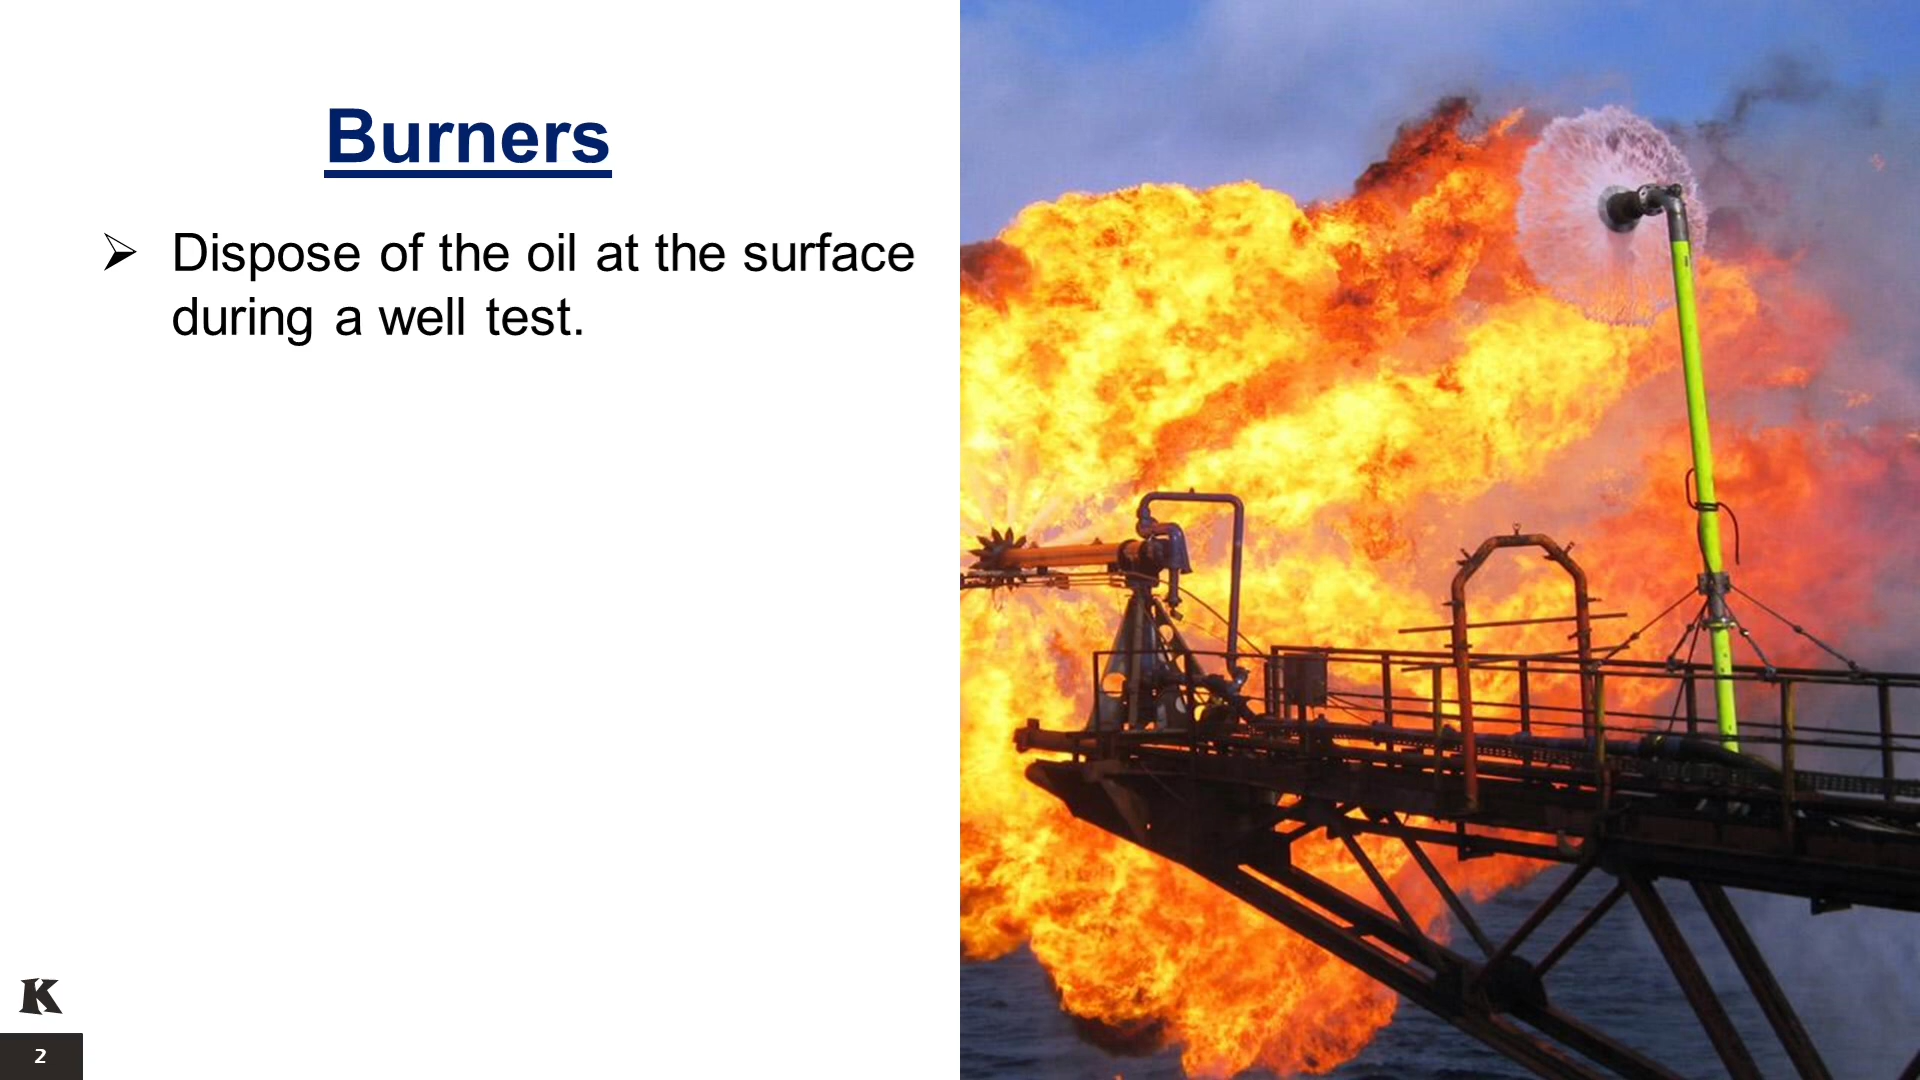 Burners
➢ Dispose of the oil at the surface
during a well test.
K
2